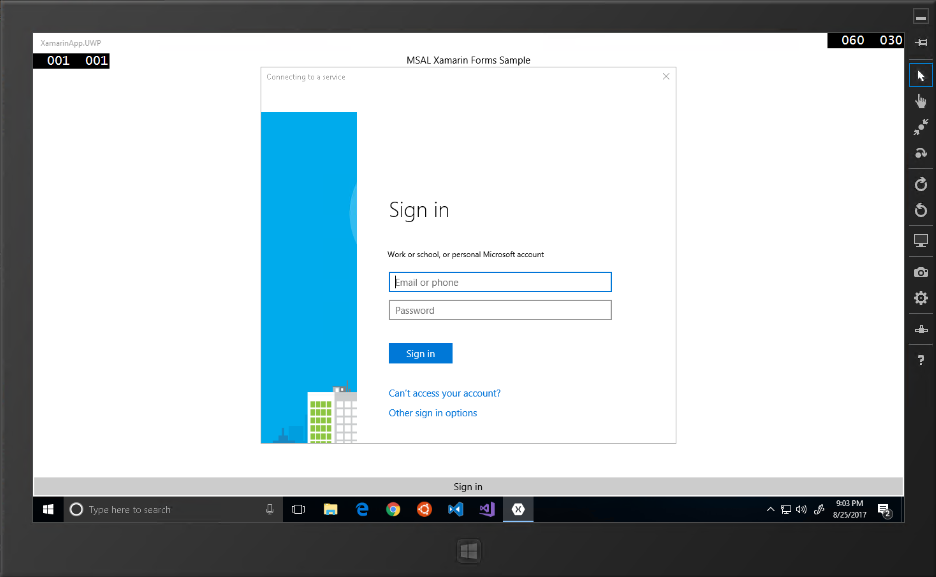 XamarinApp.UWP
060 030
001 001
MSAL Xamarin Forms Sample
Connecting to a service
Sign in
Work or school, or personal Microsoft account
Email or phone
Password
Sign in
Can't access your account?
Other sign in options
Sign in
Type here to search
9:03 PM
8/25/2017
2
?